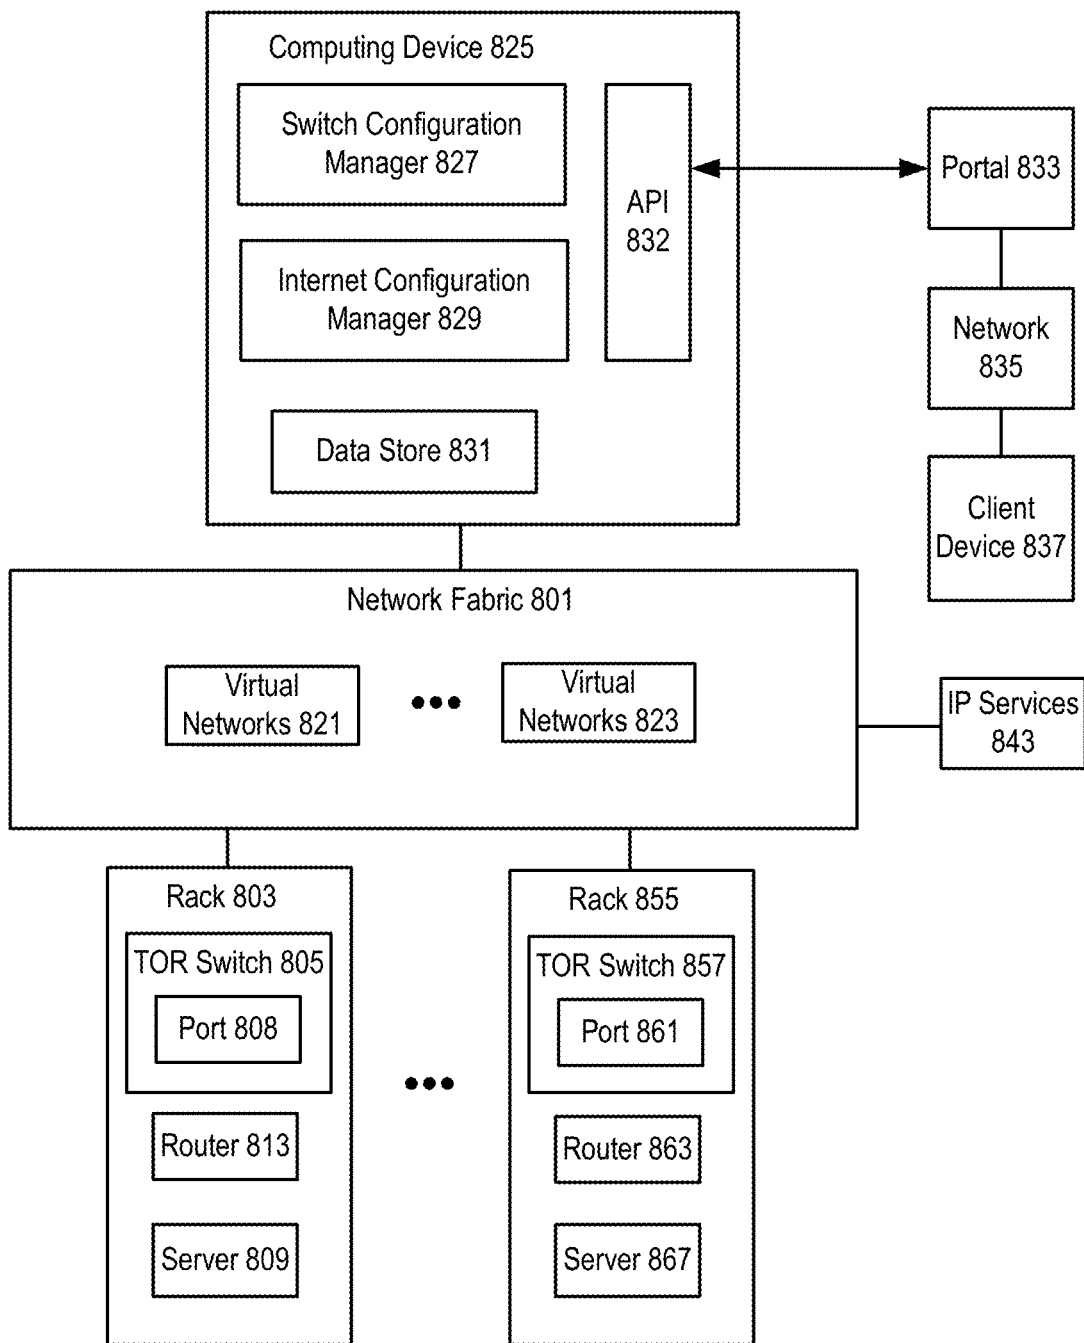 Computing Device 825
Switch Configuration
Manager 827
API
832
Internet Configuration
Manager 829
Data Store 831
Portal 833
Network
835
Client
Device 837
Network Fabric 801
Virtual
Networks 821
Virtual
Networks 823
IP Services
843
Rack 803
TOR Switch 805
Port 808
Router 813
Server 809
Rack 855
TOR Switch 857
Port 861
Router 863
Server 867